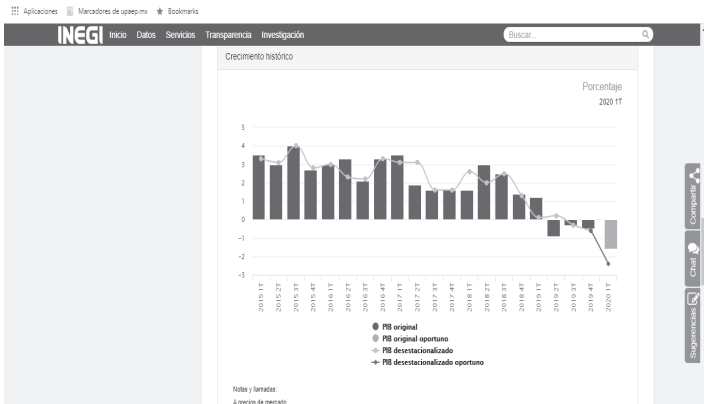 Aplicaciones Marcadores de upaep.mx Bookmarks
INEGI Inicio Datos Servicios Transparencia Investigación Buscar...
Crecimiento histórico
Porcentaje
2020 1T
5
4
3
2
1
0
-1
-2
-3
2015 1T 2015 2T 2015 3T 2015 4T 2016 1T 2016 2T 2016 3T 2016 4T 2017 1T 2017 2T 2017 3T 2017 4T 2018 1T 2018 2T 2018 3T 2018 4T 2019 1T 2019 2T 2019 3T 2019 4T 2020 1T
PIB original
PIB original oportuno
PIB desestacionalizado
PIB desestacionalizado oportuno
Notas y llamadas:
A precios de mercado
Compartir
Chat
Sugerencias